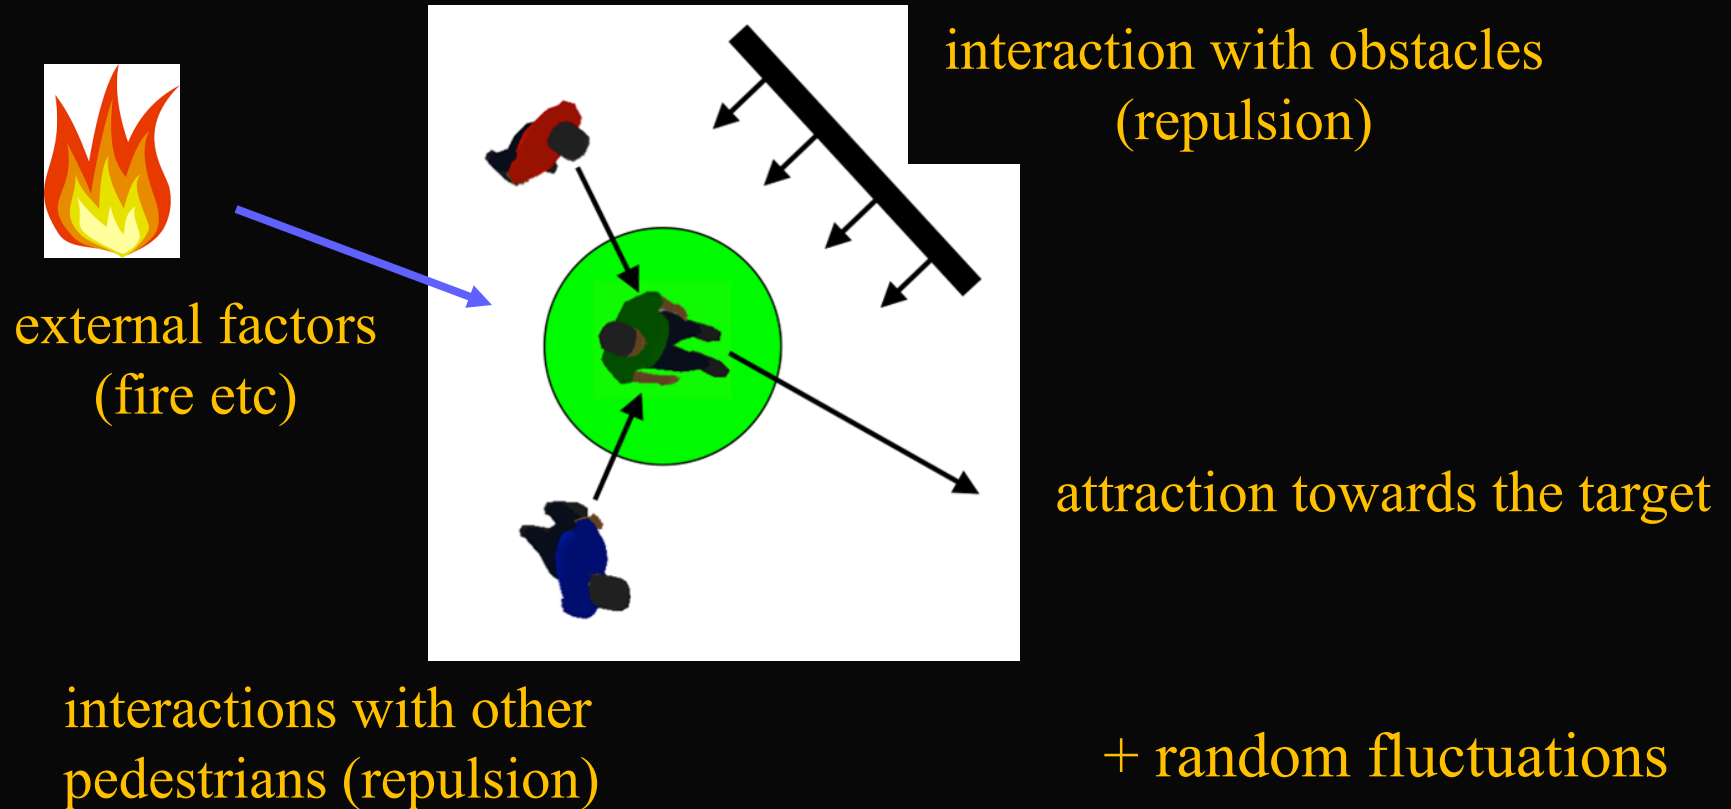 interaction with obstacles
(repulsion)
external factors
(fire etc)
attraction towards the target
interactions with other
pedestrians (repulsion)
+ random fluctuations